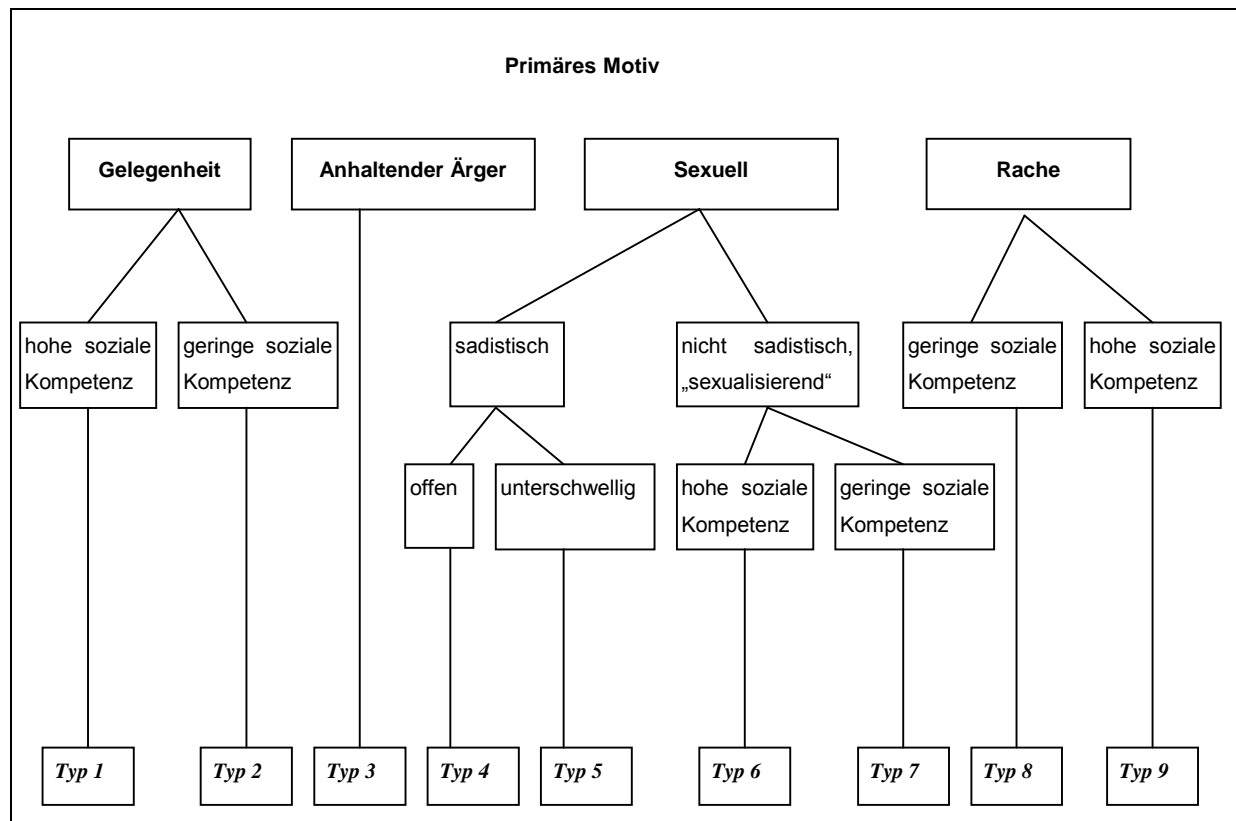 Primäres Motiv
Gelegenheit
Anhaltender Ärger
Sexuell
Rache
hohe soziale
Kompetenz
geringe soziale
Kompetenz
sadistisch
nicht sadistisch,
„sexualisierend“
geringe soziale
Kompetenz
hohe soziale
Kompetenz
offen
unterschwellig
hohe soziale
Kompetenz
geringe soziale
Kompetenz
Typ 1
Typ 2
Typ 3
Typ 4
Typ 5
Typ 6
Typ 7
Typ 8
Typ 9